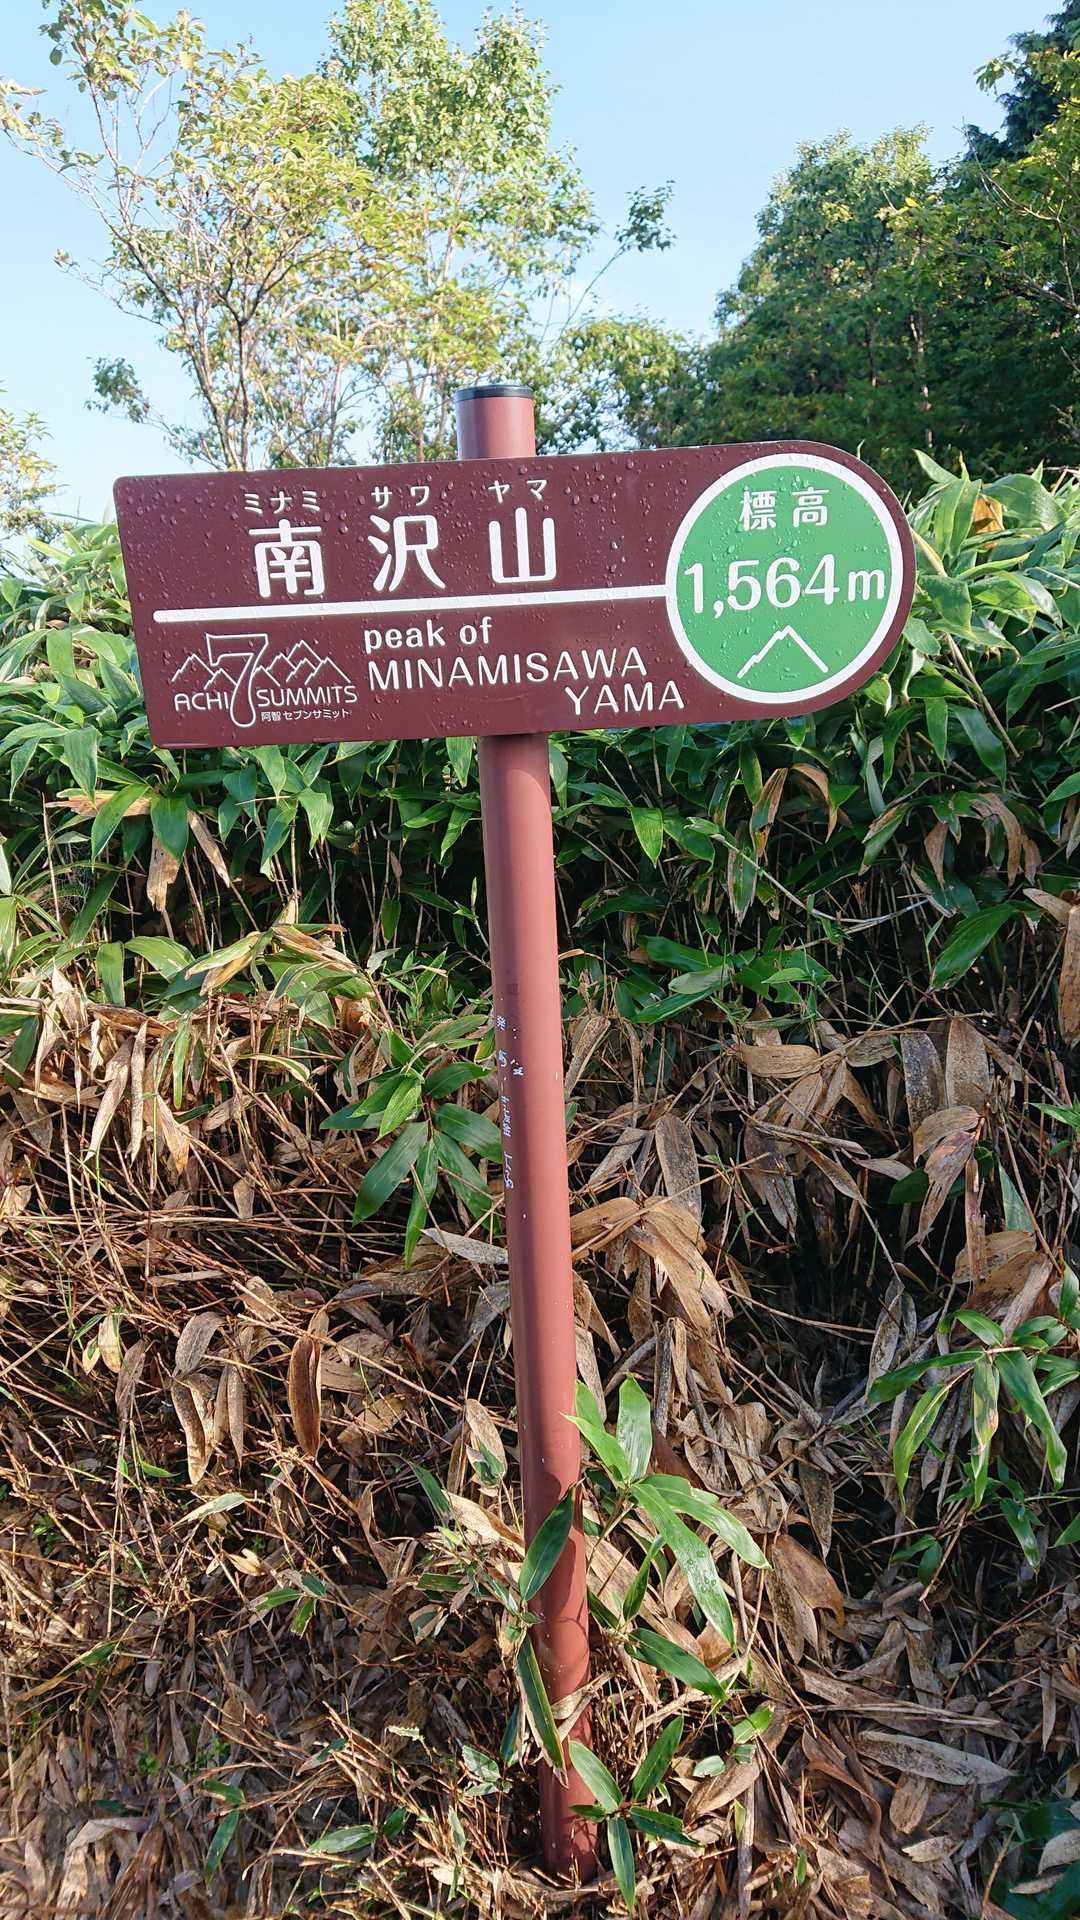 ミナミ サワ ヤマ
南沢山
標高
1,564m
peak of
MINAMISAWA
YAMA
ACHI 7 SUMMITS
阿智セブンサミット